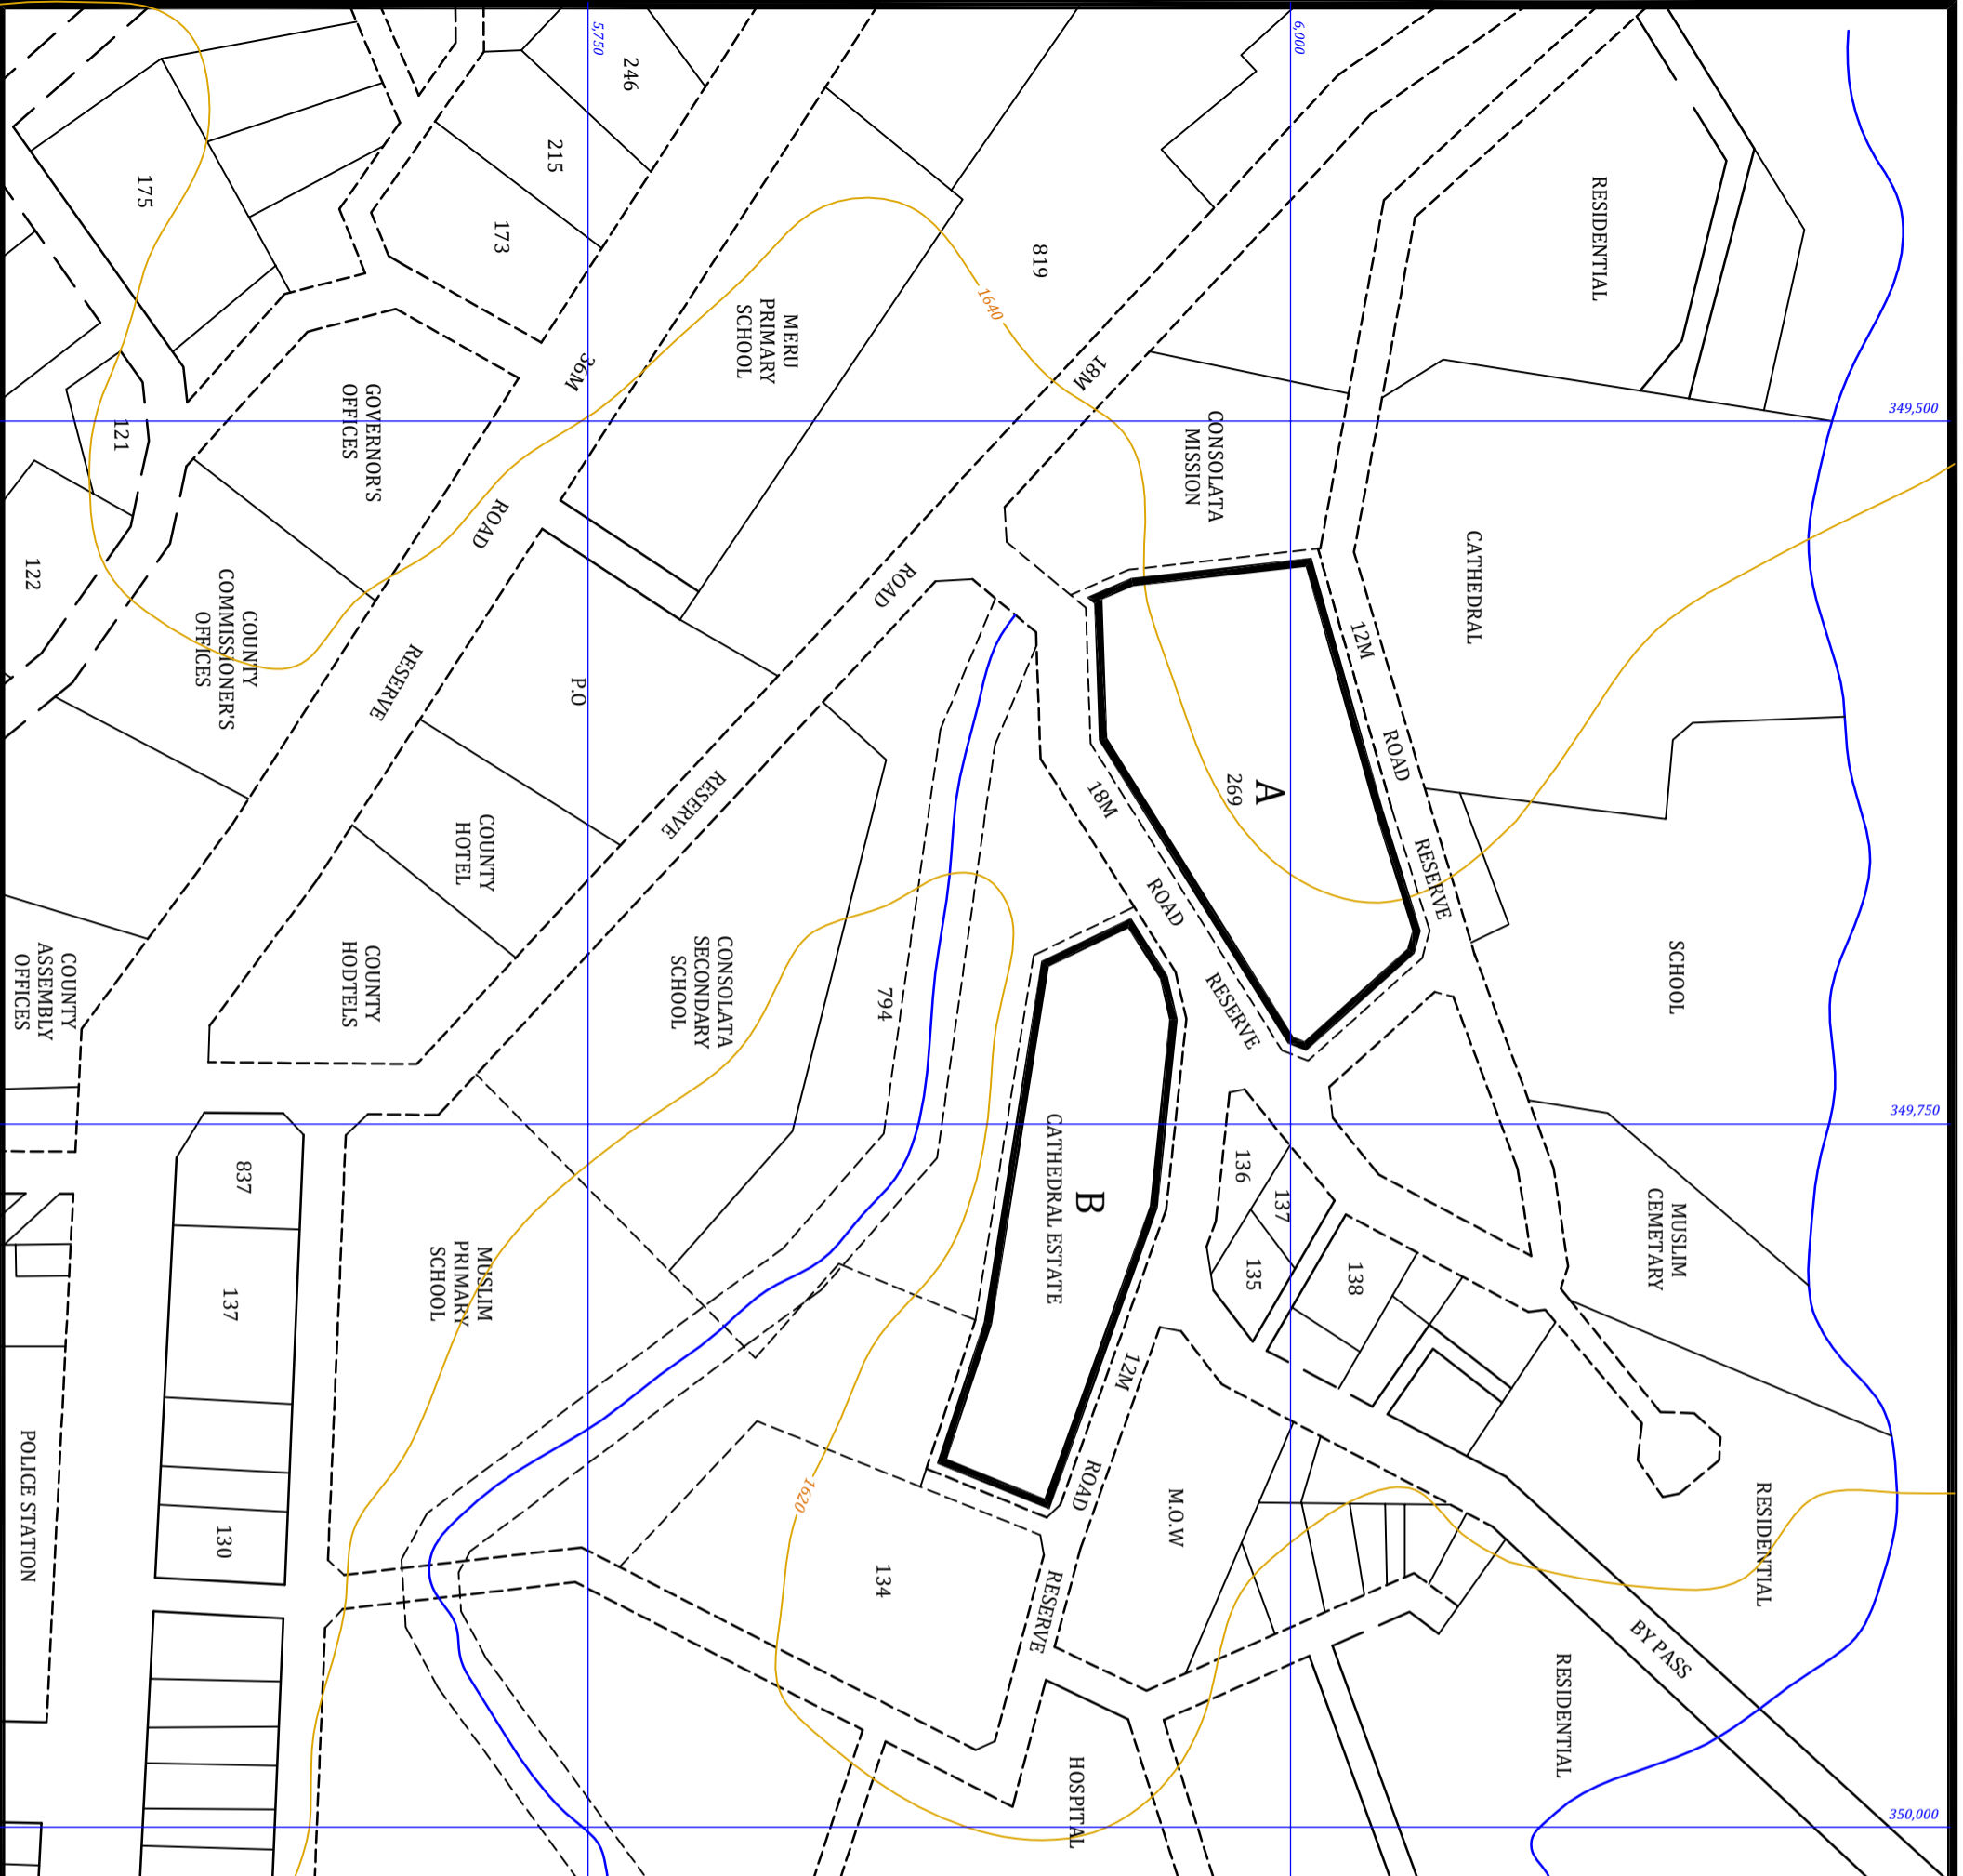 5,750
6,000
246
215
175
173
RESIDENTIAL
819
1640
MERU
PRIMARY
SCHOOL
36M
18M
349,500
121
GOVERNOR'S
OFFICES
CONSOLATA
MISSION
ROAD
122
CATHEDRAL
COUNTY
COMMISSIONER'S
OFFICES
ROAD
12M
RESERVE
P.O
ROAD
A
269
18M
RESERVE
COUNTY
HOTEL
RESERVE
ROAD
COUNTY
ASSEMBLY
OFFICES
COUNTY
HODTELS
CONSOLATA
SECONDARY
SCHOOL
794
RESERVE
SCHOOL
349,750
837
136
137
B
CATHEDRAL ESTATE
MUSLIM
CEMETARY
135
138
137
MUSLIM
PRIMARY
SCHOOL
12M
POLICE STATION
1620
ROAD
M.O.W
RESIDENTIAL
130
134
RESERVE
BY PASS
RESIDENTIAL
HOSPITAL
350,000